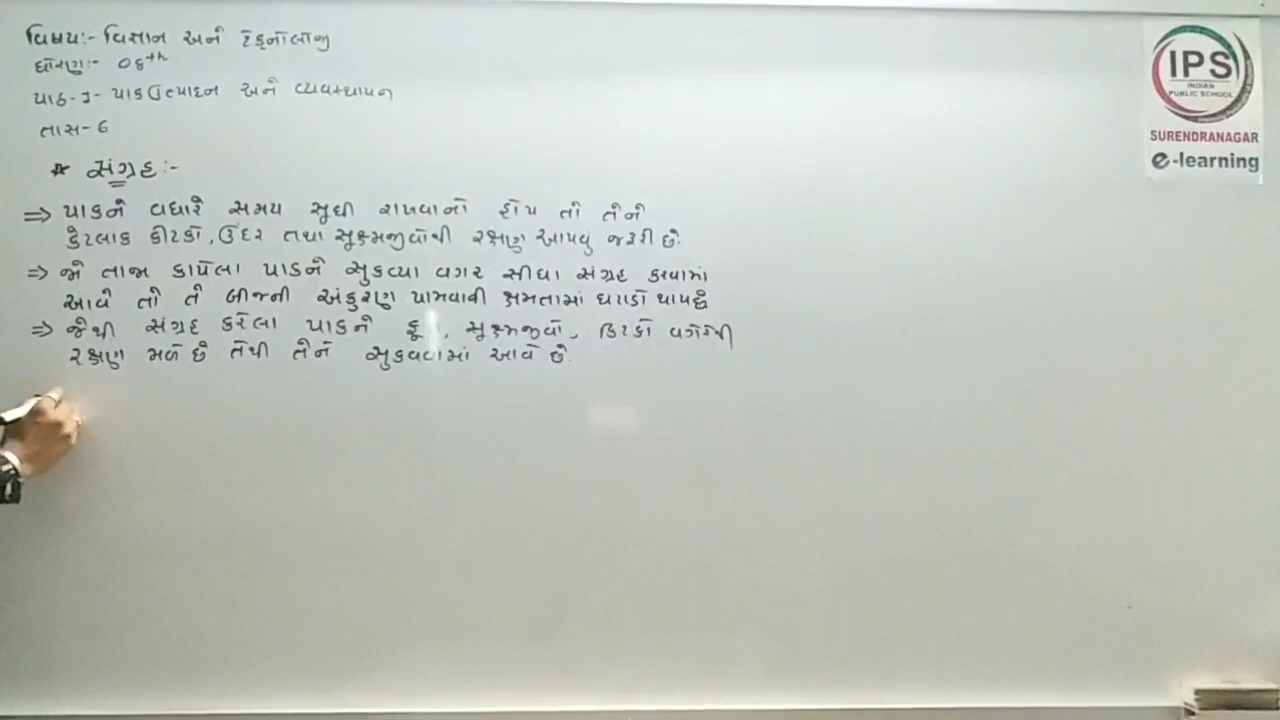 વિષય:- વિજ્ઞાન અને ટેકનોલોજી
ધોરણ:- 08th
પાઠ-1- પાકઉત્પાદન અને વ્યવસ્થાપન
તાસ-6
* સંગ્રહ:-
⇒ પાકને વધારે સમય સુધી રાખવાનો હોય તો તેને
કેટલાક કીટકો, ઉંદર તથા સૂક્ષ્મજીવોથી રક્ષણ આપવું જરૂરી છે.
⇒ જો તાજા કાપેલા પાકને સુકવ્યા વગર સીધા સંગ્રહ કરવામાં
આવે તો તે બીજની અંકુરણ પામવાની ક્ષમતામાં ઘટાડો થાય છે
⇒ જેથી સંગ્રહ કરેલા પાકને ફૂગ, સૂક્ષ્મજીવો, કિટકો વગેરેથી
રક્ષણ મળે છે તેથી તેને સુકવવામાં આવે છે.
IPS
INDIAN
PUBLIC SCHOOL
SURENDRANAGAR
e-learning